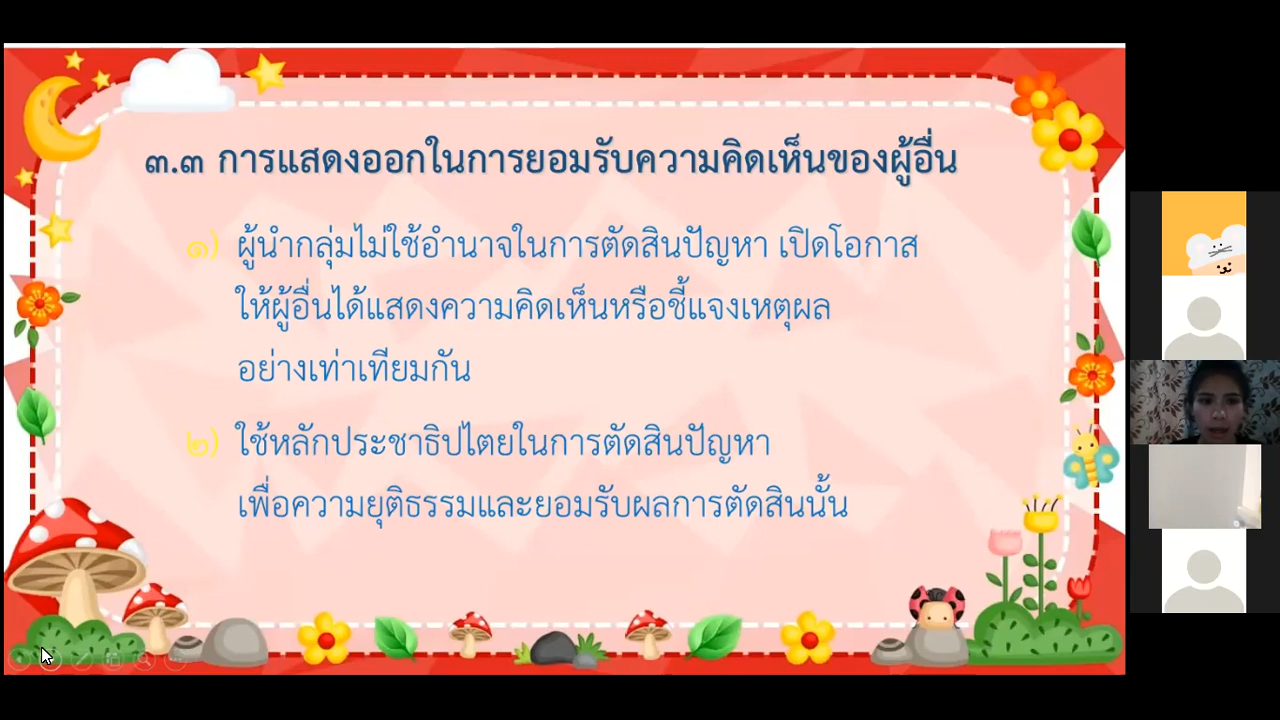 ๓.๓ การแสดงออกในการยอมรับความคิดเห็นของผู้อื่น
๑) ผู้นำกลุ่มไม่ใช้อำนาจในการตัดสินปัญหา เปิดโอกาส
ให้ผู้อื่นได้แสดงความคิดเห็นหรือชี้แจงเหตุผล
อย่างเท่าเทียมกัน
๒) ใช้หลักประชาธิปไตยในการตัดสินปัญหา
เพื่อความยุติธรรมและยอมรับผลการตัดสินนั้น